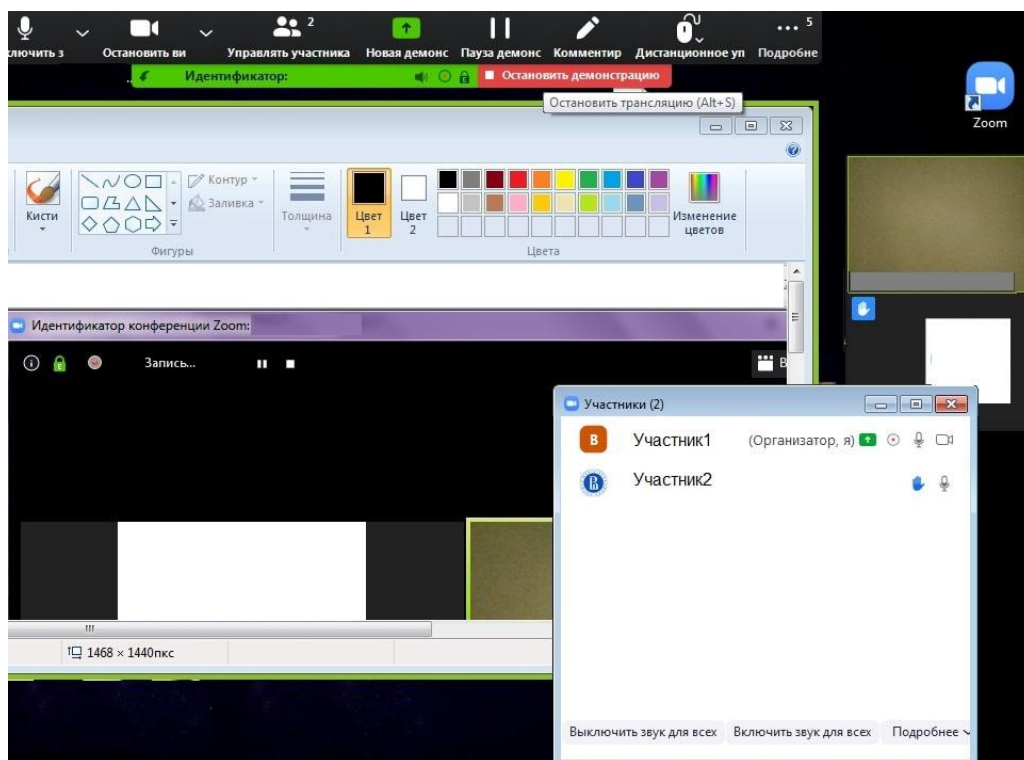 2 5
ключить з Остановить ви Управлять участника Новая демонс Пауза демонс Комментир Дистанционное уп ... Подробне
Идентификатор: Остановить демонстрацию
Остановить трансляцию (Alt+S)
Zoom
Кисти Контур Заливка Толщина Цвет 1 Цвет 2 Изменение цветов
Фигуры Цвета
Идентификатор конференции Zoom:
Запись... В
Участники (2)
В Участник1 (Организатор, я)
Участник2
1468 × 1440пкс
Выключить звук для всех Включить звук для всех Подробнее